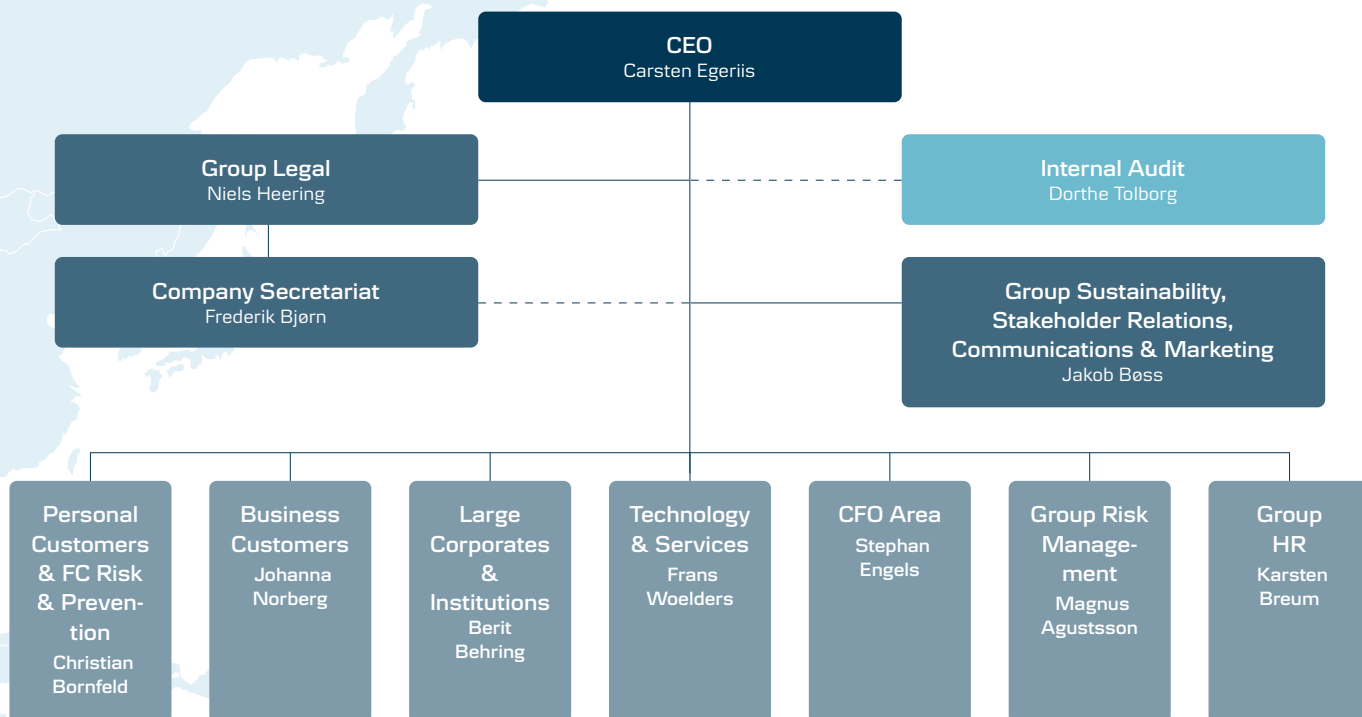 CEO
Carsten Egeriis
Group Legal
Niels Heering
Internal Audit
Dorthe Tolborg
Company Secretariat
Frederik Bjørn
Group Sustainability,
Stakeholder Relations,
Communications & Marketing
Jakob Bøss
Personal
Customers
& FC Risk
& Preven-
tion
Christian
Bornfeld
Business
Customers
Johanna
Norberg
Large
Corporates
&
Institutions
Berit
Behring
Technology
& Services
Frans
Woelders
CFO Area
Stephan
Engels
Group Risk
Manage-
ment
Magnus
Agustsson
Group
HR
Karsten
Breum